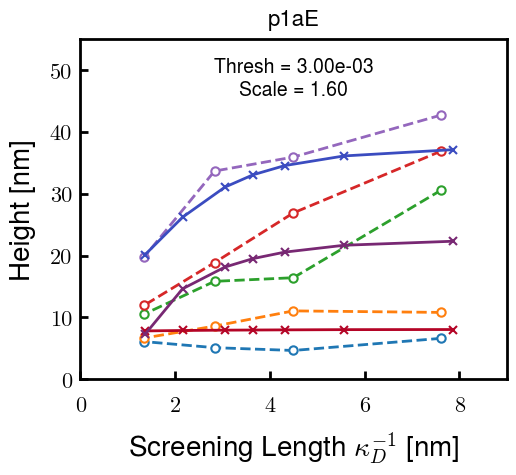 p1aE
Thresh = 3.00e-03
Scale = 1.60
50
40
30
20
10
0
Height [nm]
0 2 4 6 8
Screening Length κ_D^{-1} [nm]